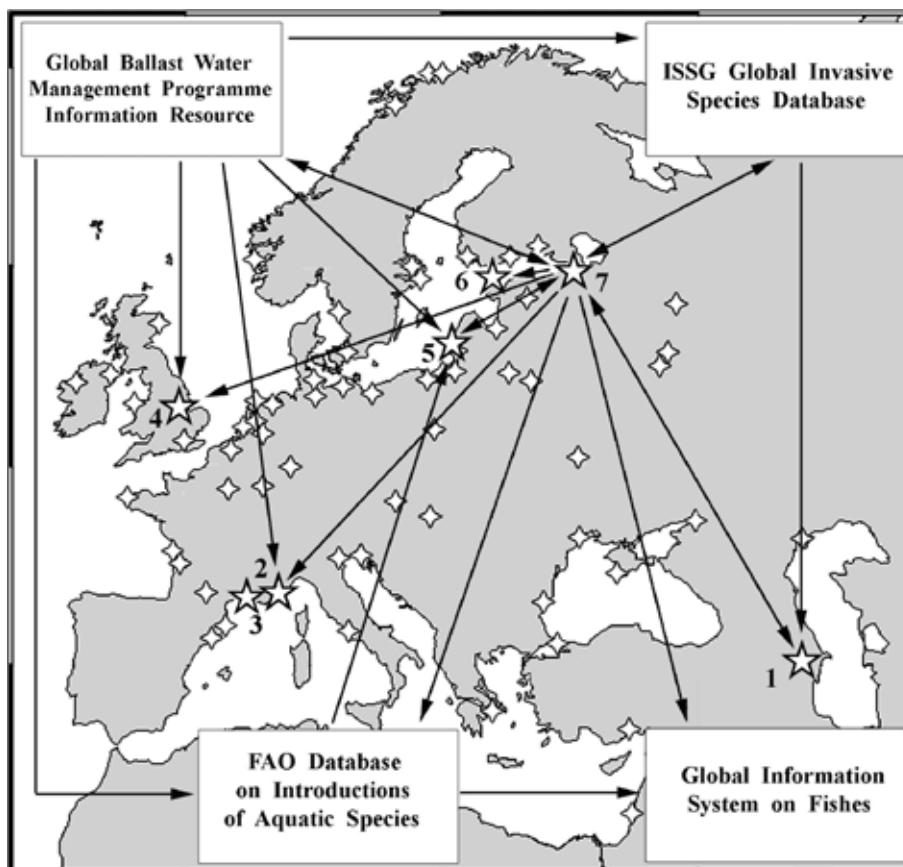 Global Ballast Water
Management Programme
Information Resource
ISSG Global Invasive
Species Database
6
7
5
4
2
3
1
FAO Database
on Introductions
of Aquatic Species
Global Information
System on Fishes